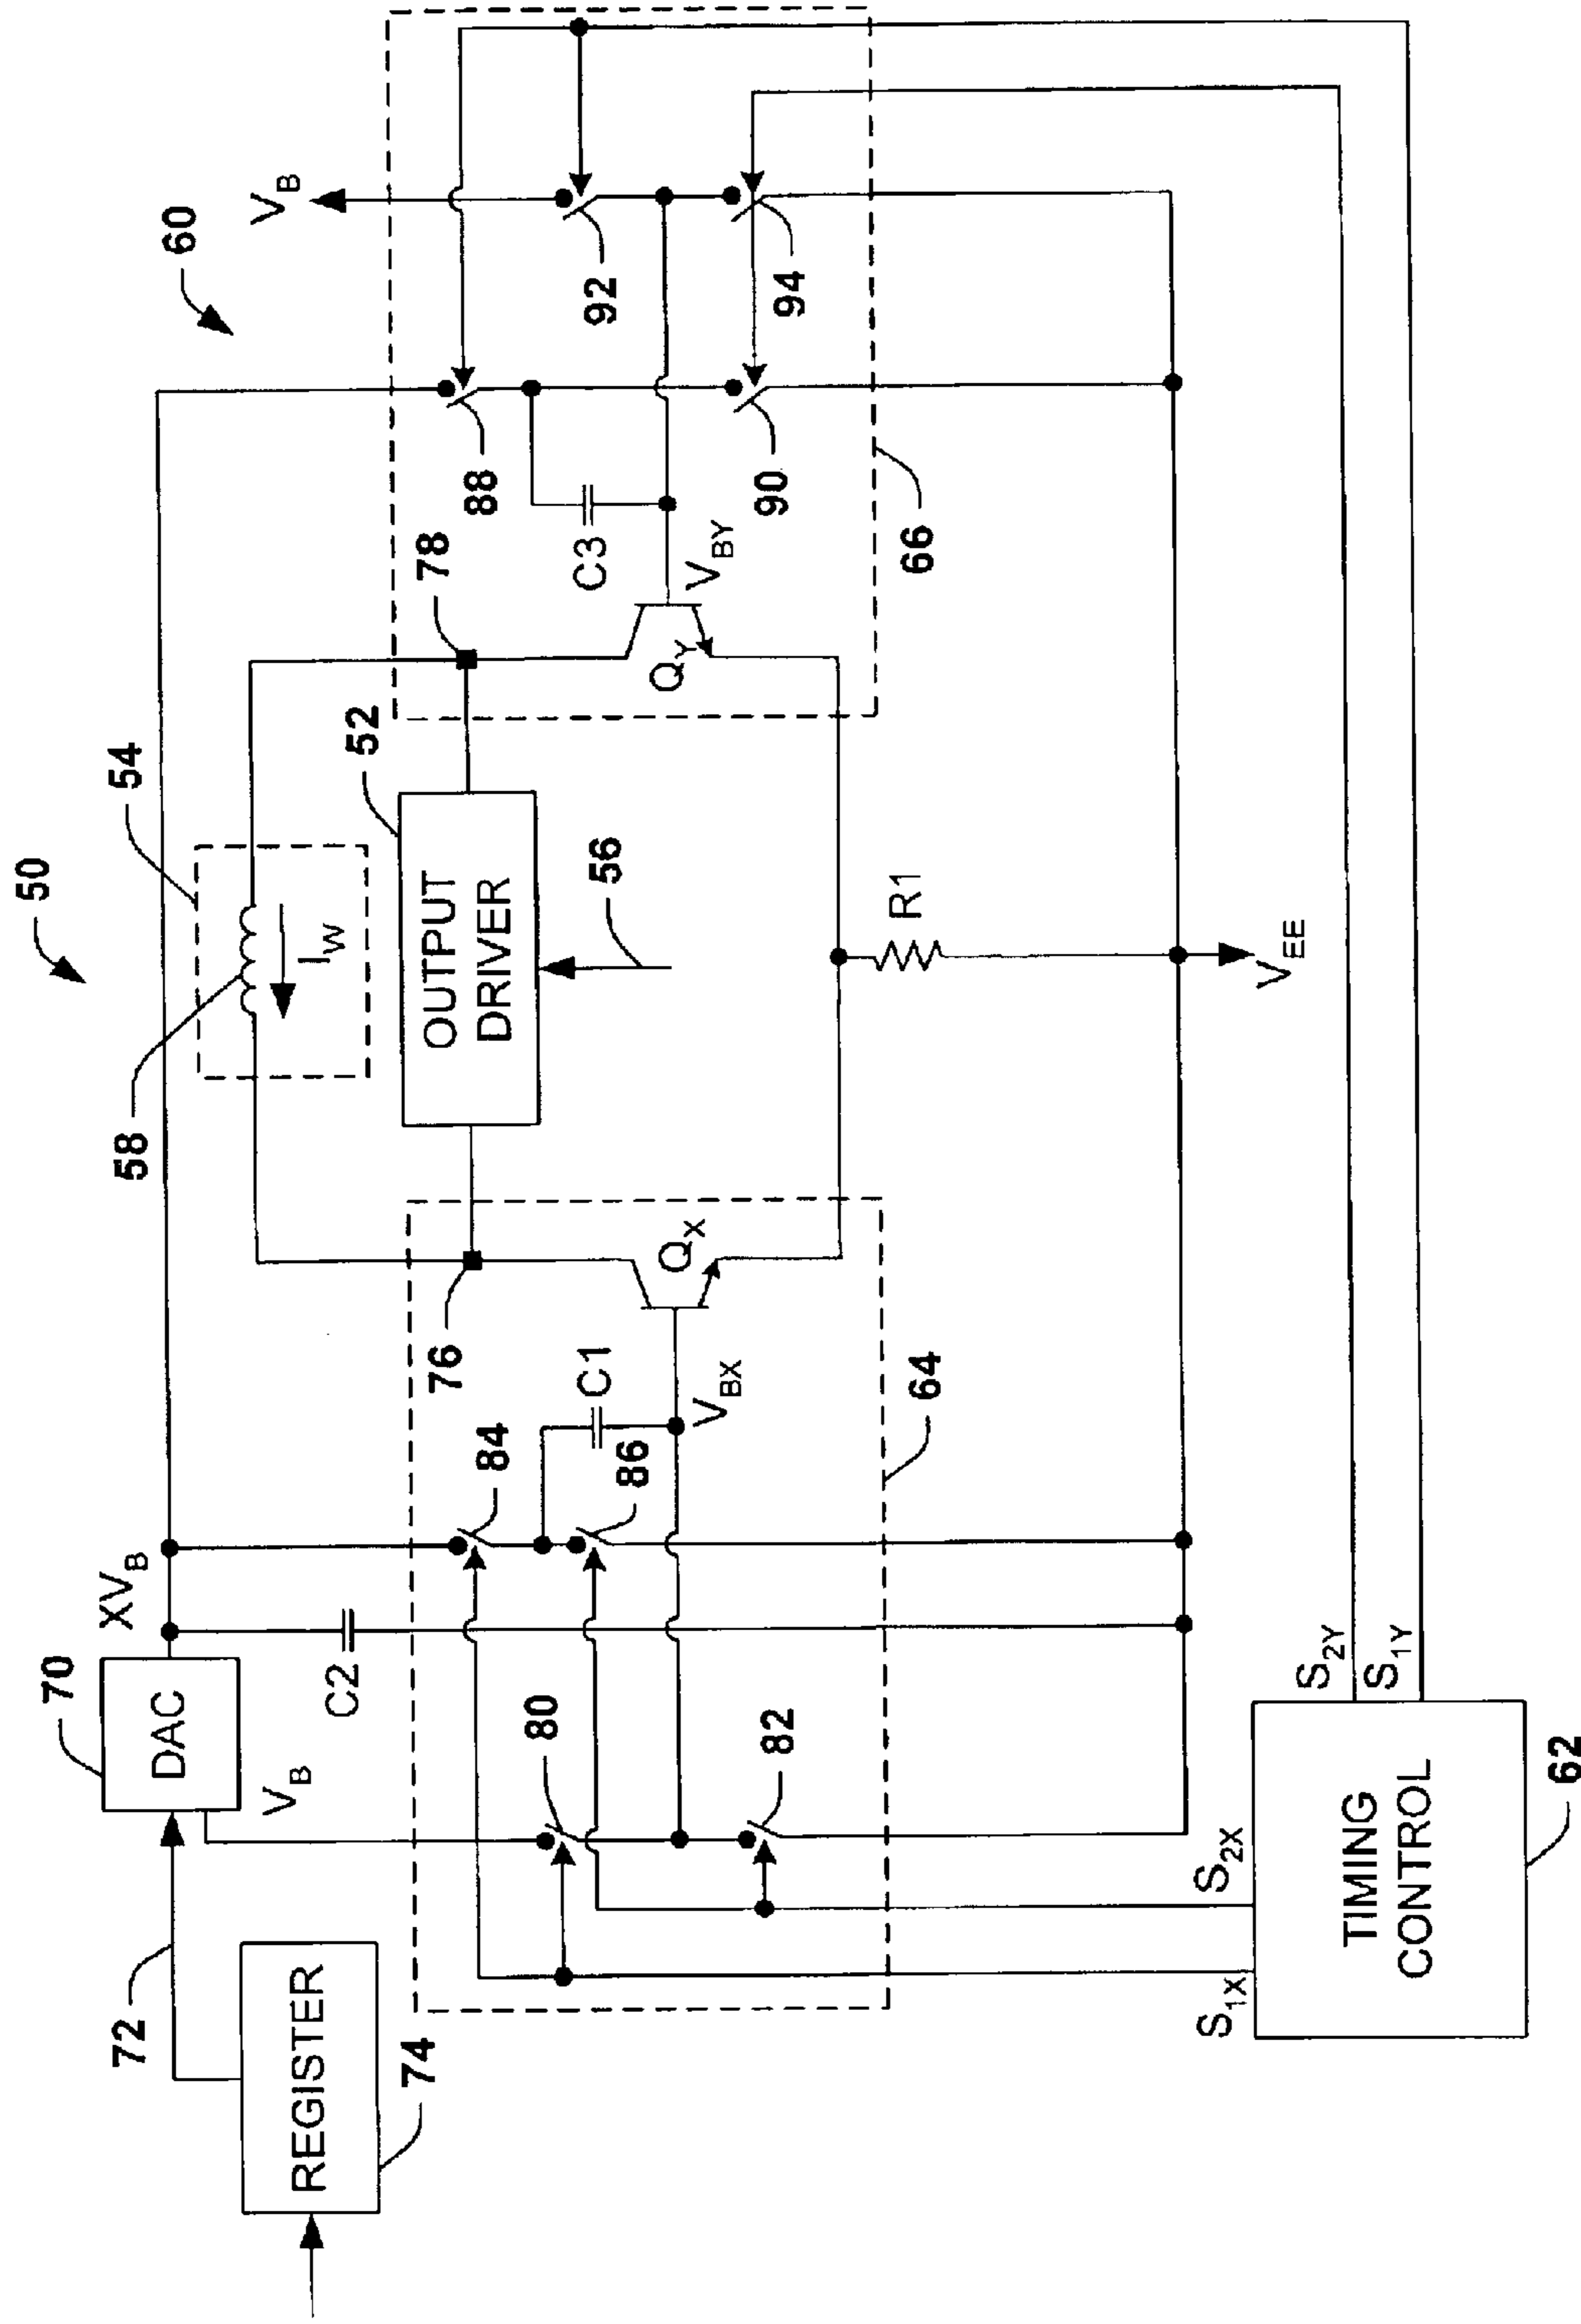 50
60
54
58
I_W
V_B
XV_B
70
DAC
V_B
C2
72
REGISTER
74
76
78
52
OUTPUT
DRIVER
56
80
82
84
86
C1
V_BX
Q_X
64
88
90
92
94
C3
V_BY
Q_Y
66
R1
V_EE
S_1X
S_2X
S_2Y
S_1Y
TIMING
CONTROL
62